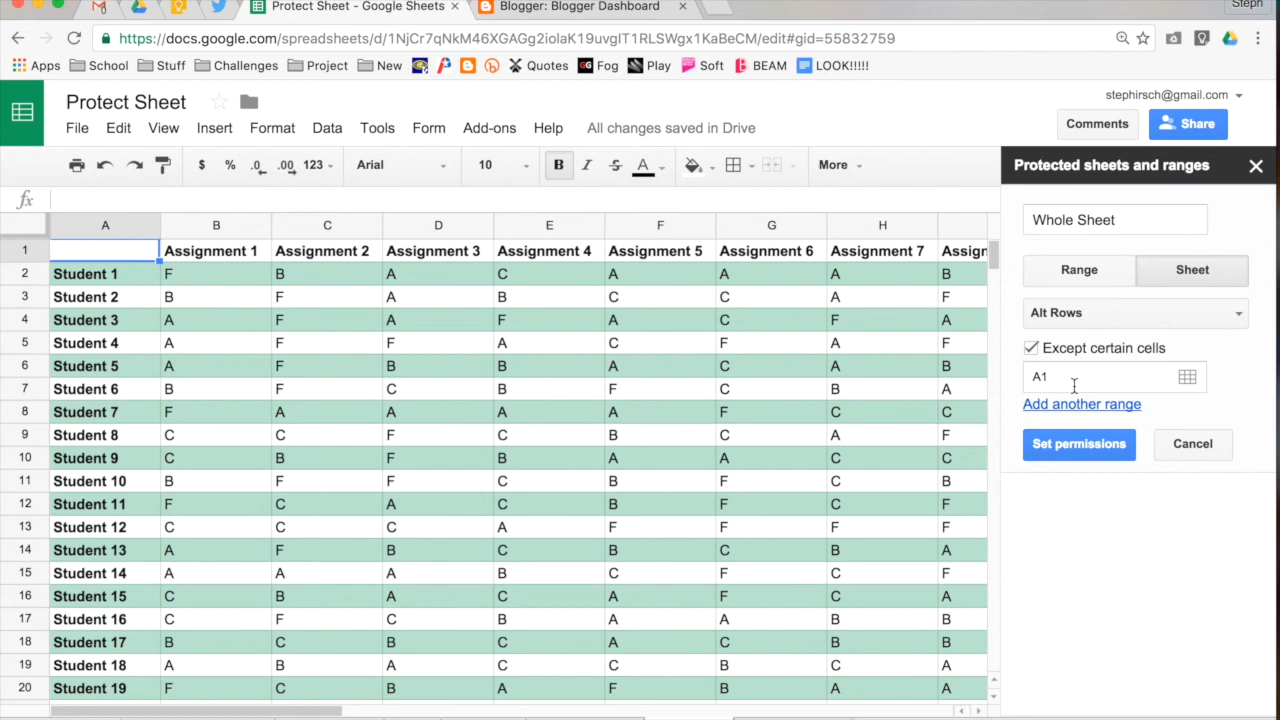 Protect Sheet - Google Sheets × Blogger: Blogger Dashboard × Steph
https://docs.google.com/spreadsheets/d/1NjCr7qNkM46XGAGg2iolaK19uvgIT1RLSWgx1KaBeCM/edit#gid=55832759
Apps School Stuff Challenges Project New Quotes GG Fog Play Soft BEAM LOOK!!!!!
Protect Sheet
stephirsch@gmail.com
File Edit View Insert Format Data Tools Form Add-ons Help All changes saved in Drive
Comments Share
$ % .0 .00 123 Arial 10 B I S A More
Protected sheets and ranges
fx
Whole Sheet
Range Sheet
Alt Rows
Except certain cells
A1
Add another range
Set permissions Cancel
A B C D E F G H
1 Assignment 1 Assignment 2 Assignment 3 Assignment 4 Assignment 5 Assignment 6 Assignment 7 Assign
2 Student 1 F B A C A A A B
3 Student 2 B F A B C C A F
4 Student 3 A F A F A C F A
5 Student 4 A F F A C F A F
6 Student 5 A F B B A C A B
7 Student 6 B F C B F C B A
8 Student 7 F A A A A F C C
9 Student 8 C C F C B C A F
10 Student 9 C B F B A A C C
11 Student 10 B F F C B F C B
12 Student 11 F C A C B F C F
13 Student 12 C C C A F F F F
14 Student 13 A F B C B C B A
15 Student 14 A A A B C F C F
16 Student 15 C B A C A F C A
17 Student 16 C F C B A A B B
18 Student 17 B C B C A C B B
19 Student 18 A B A C C B C A
20 Student 19 F C B A F B A A